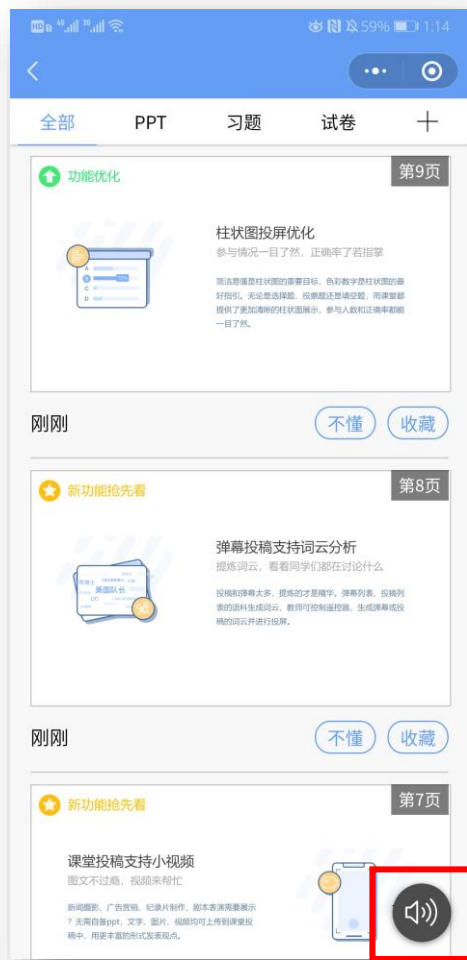 HD 4G 3G 59% 1:14
全部 PPT 习题 试卷
功能优化 第9页
柱状图投屏优化
参与情况一目了然，正确率了若指掌
简洁易懂是柱状图的重要目标、色彩数字是柱状图的最
好指引。无论是选择题、投票题还是填空题，雨课堂都
提供了更加清晰的柱状图展示，参与人数和正确率都能
一目了然。
A
B
C
D
刚刚 不懂 收藏
新功能抢先看 第8页
弹幕投稿支持词云分析
提炼词云，看看同学们都在讨论什么
投稿和弹幕太多，提炼的才是精华。弹幕列表、投稿列
表的语料生成词云，教师可控制遥控器，生成弹幕或投
稿的词云并进行投屏。
美国队长
刚刚 不懂 收藏
新功能抢先看 第7页
课堂投稿支持小视频
图文不过瘾，视频来帮忙
新闻摄影、广告营销、纪录片制作、剧本表演需要展示
？无需自备ppt，文字、图片、视频均可上传到课堂投
稿中，用更丰富的形式发表观点。